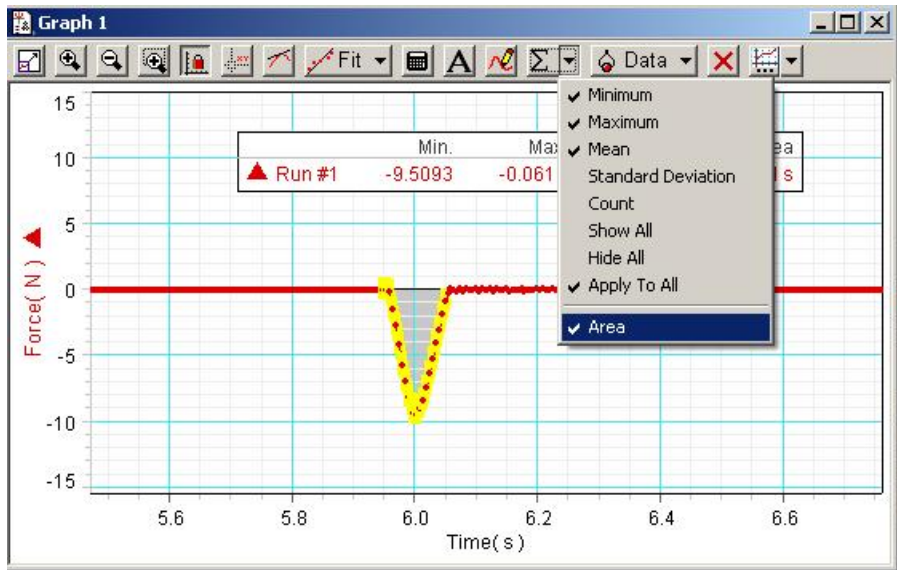 Graph 1
Fit
A
Σ
Data
Minimum
Maximum
Mean
Standard Deviation
Count
Show All
Hide All
Apply To All
Area
Min.
Run #1 -9.5093 -0.061
15
10
5
0
-5
-10
-15
Force( N )
5.6 5.8 6.0 6.2 6.4 6.6
Time( s )